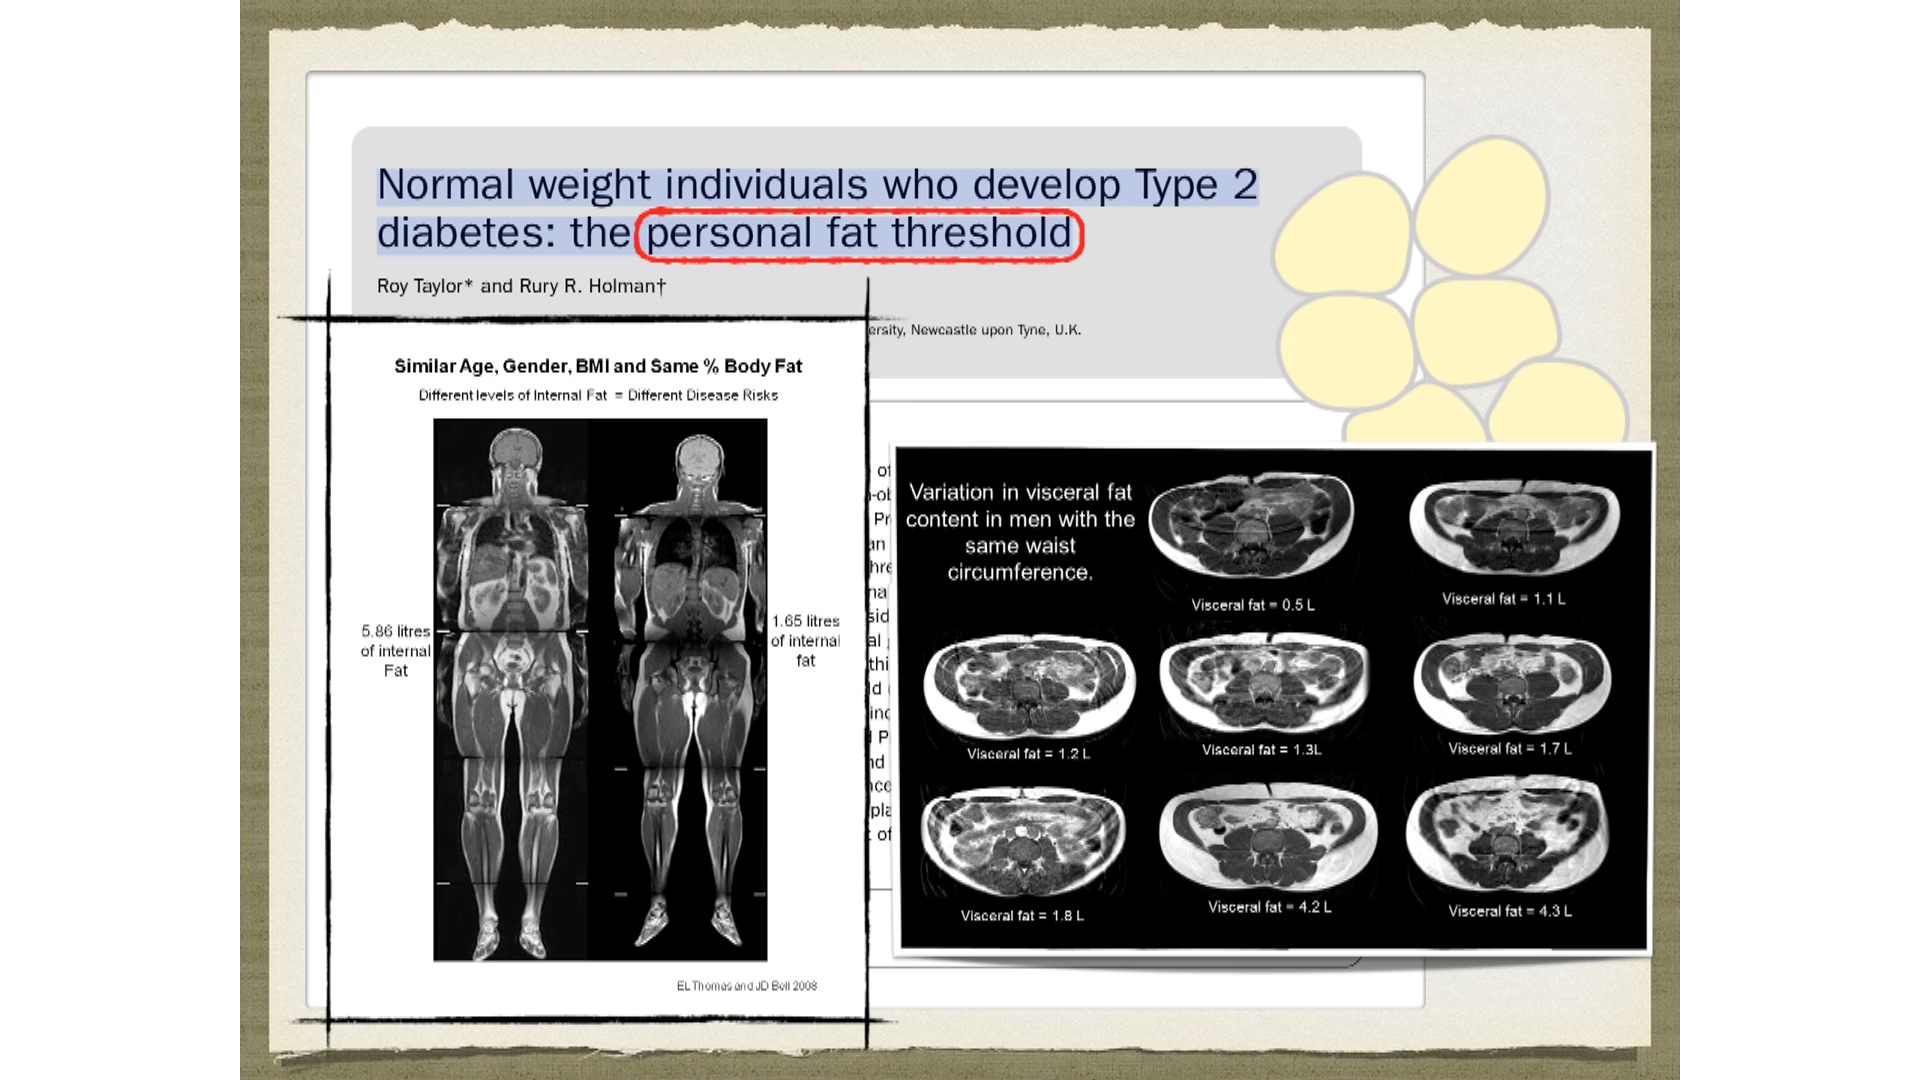 Normal weight individuals who develop Type 2
diabetes: the personal fat threshold
Roy Taylor* and Rury R. Holman†
ersity, Newcastle upon Tyne, U.K.
Similar Age, Gender, BMI and Same % Body Fat
Different levels of Internal Fat = Different Disease Risks
5.86 litres
of internal
Fat
1.65 litres
of internal
fat
EL Thomas and JD Bell 2008
of
Pr
Variation in visceral fat
content in men with the
same waist
circumference.
Visceral fat = 0.5 L
Visceral fat = 1.1 L
Visceral fat = 1.2 L
Visceral fat = 1.3L
Visceral fat = 1.7 L
Visceral fat = 1.8 L
Visceral fat = 4.2 L
Visceral fat = 4.3 L